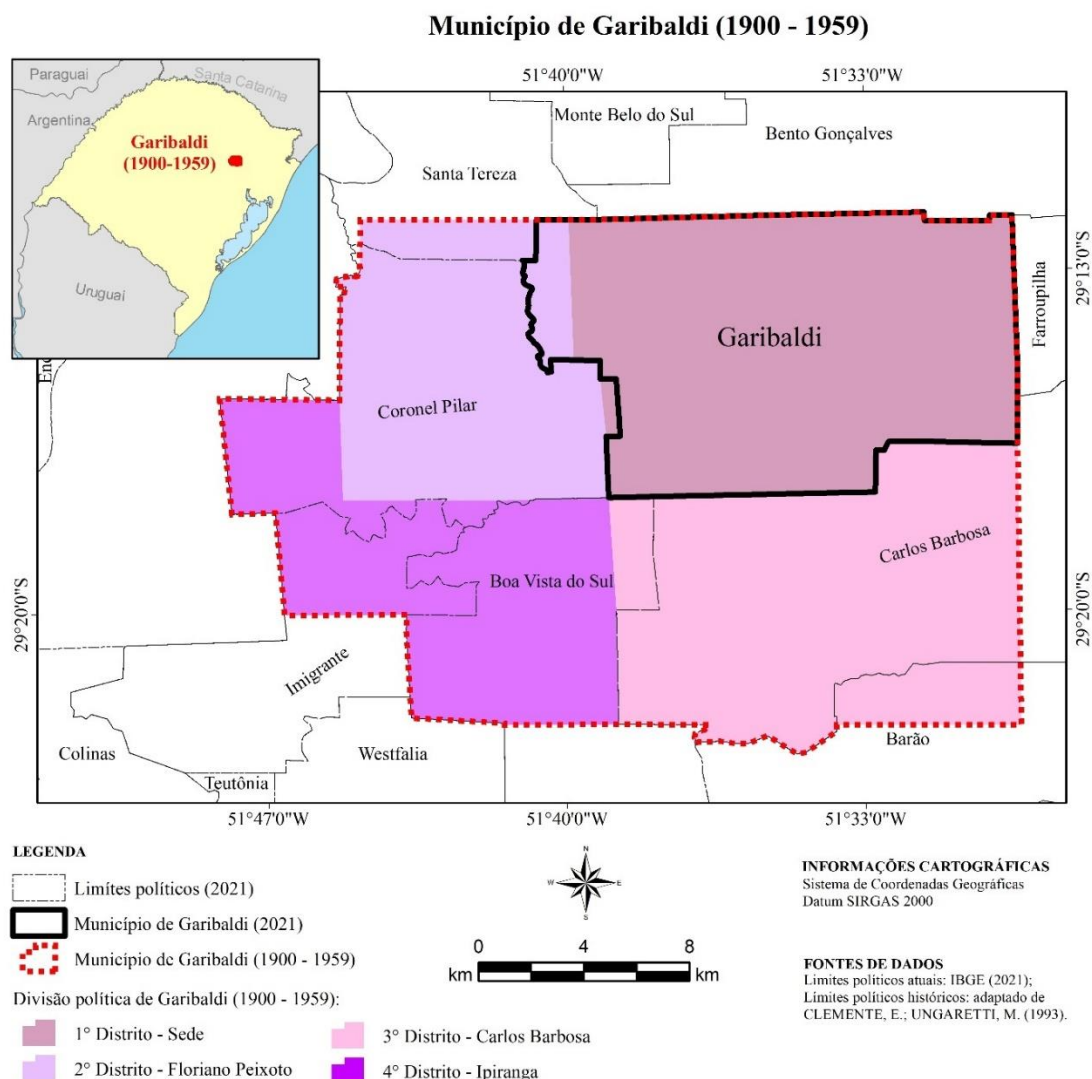 Município de Garibaldi (1900 - 1959)
Paraguai
Santa Catarina
Argentina
Garibaldi
(1900-1959)
Uruguai
51°40'0"W
51°33'0"W
Monte Belo do Sul
Bento Gonçalves
Santa Tereza
29°13'0"S
29°13'0"S
Farroupilha
Garibaldi
Coronel Pilar
Carlos Barbosa
Boa Vista do Sul
29°20'0"S
29°20'0"S
Imigrante
Colinas
Westfalia
Barão
Teutônia
51°47'0"W
51°40'0"W
51°33'0"W
LEGENDA
Limítes políticos (2021)
Município de Garibaldi (2021)
Município de Garibaldi (1900 - 1959)
Divisão política de Garibaldi (1900 - 1959):
1° Distrito - Sede
2° Distrito - Floriano Peixoto
3° Distrito - Carlos Barbosa
4° Distrito - Ipiranga
N
W
E
S
0 4 8
km km
INFORMAÇÕES CARTOGRÁFICAS
Sistema de Coordenadas Geográficas
Datum SIRGAS 2000
FONTES DE DADOS
Limites políticos atuais: IBGE (2021);
Limites políticos históricos: adaptado de
CLEMENTE, E.; UNGARETTI, M. (1993).